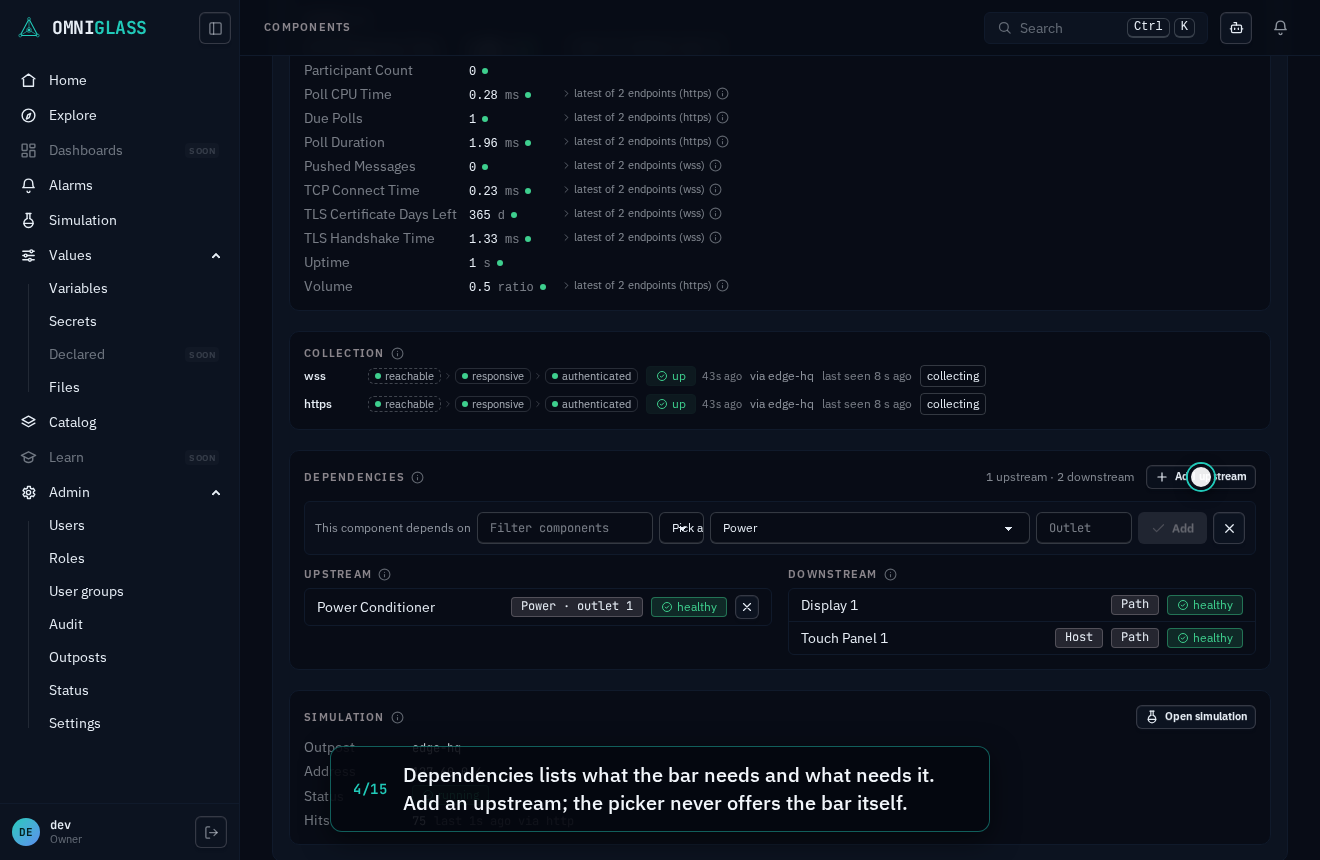 OMNIGLASS
COMPONENTS
Search
Ctrl K
Home
Explore
Dashboards SOON
Alarms
Simulation
Values
Variables
Secrets
Declared SOON
Files
Catalog
Learn SOON
Admin
Users
Roles
User groups
Audit
Outposts
Status
Settings
DE dev
Owner
Participant Count 0
Poll CPU Time 0.28 ms latest of 2 endpoints (https)
Due Polls 1 latest of 2 endpoints (https)
Poll Duration 1.96 ms latest of 2 endpoints (https)
Pushed Messages 0 latest of 2 endpoints (wss)
TCP Connect Time 0.23 ms latest of 2 endpoints (wss)
TLS Certificate Days Left 365 d latest of 2 endpoints (wss)
TLS Handshake Time 1.33 ms latest of 2 endpoints (wss)
Uptime 1 s
Volume 0.5 ratio latest of 2 endpoints (https)
COLLECTION
wss reachable responsive authenticated up 43s ago via edge-hq last seen 8 s ago collecting
https reachable responsive authenticated up 43s ago via edge-hq last seen 8 s ago collecting
DEPENDENCIES 1 upstream · 2 downstream
This component depends on Filter components Pick a Power Outlet Add
UPSTREAM
Power Conditioner Power · outlet 1 healthy
DOWNSTREAM
Display 1 Path healthy
Touch Panel 1 Host Path healthy
SIMULATION Open simulation
Outpost edge-hq
Address
Status
Hits 75 last 1s ago via http
4/15 Dependencies lists what the bar needs and what needs it.
Add an upstream; the picker never offers the bar itself.